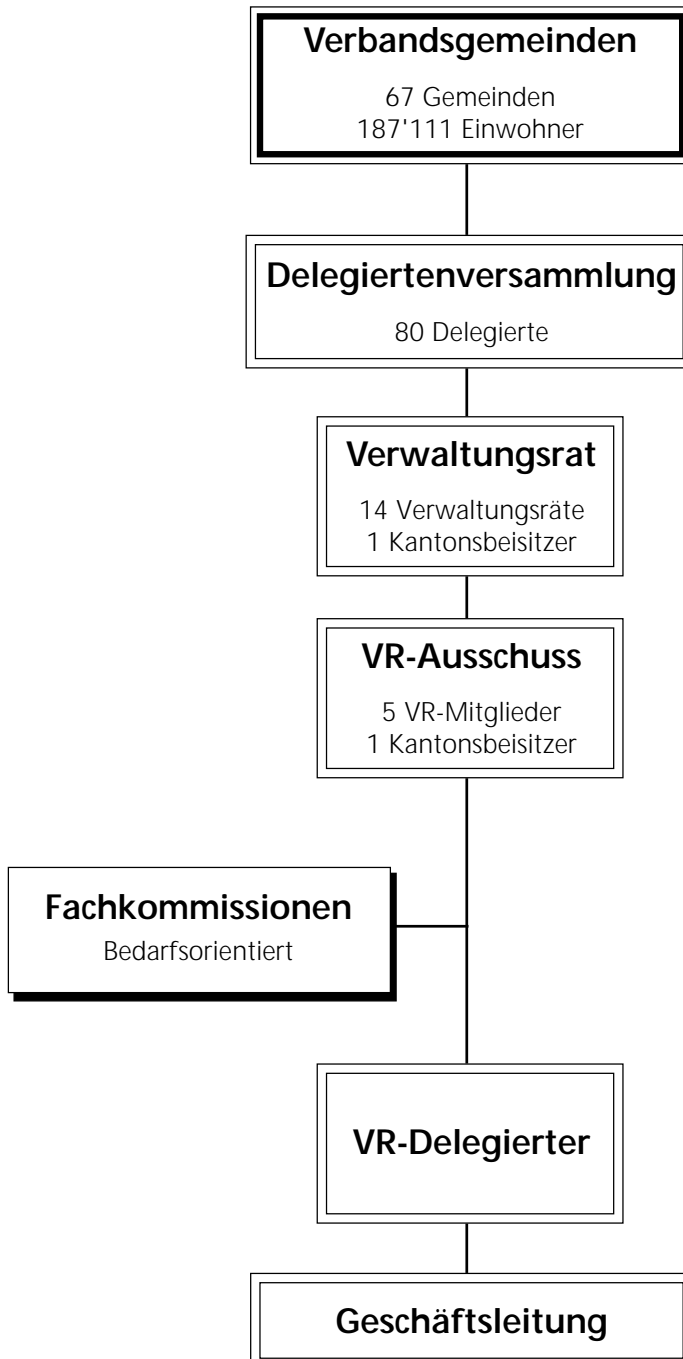 Verbandsgemeinden
67 Gemeinden
187'111 Einwohner
Delegiertenversammlung
80 Delegierte
Verwaltungsrat
14 Verwaltungsräte
1 Kantonsbeisitzer
VR-Ausschuss
5 VR-Mitglieder
1 Kantonsbeisitzer
Fachkommissionen
Bedarfsorientiert
VR-Delegierter
Geschäftsleitung